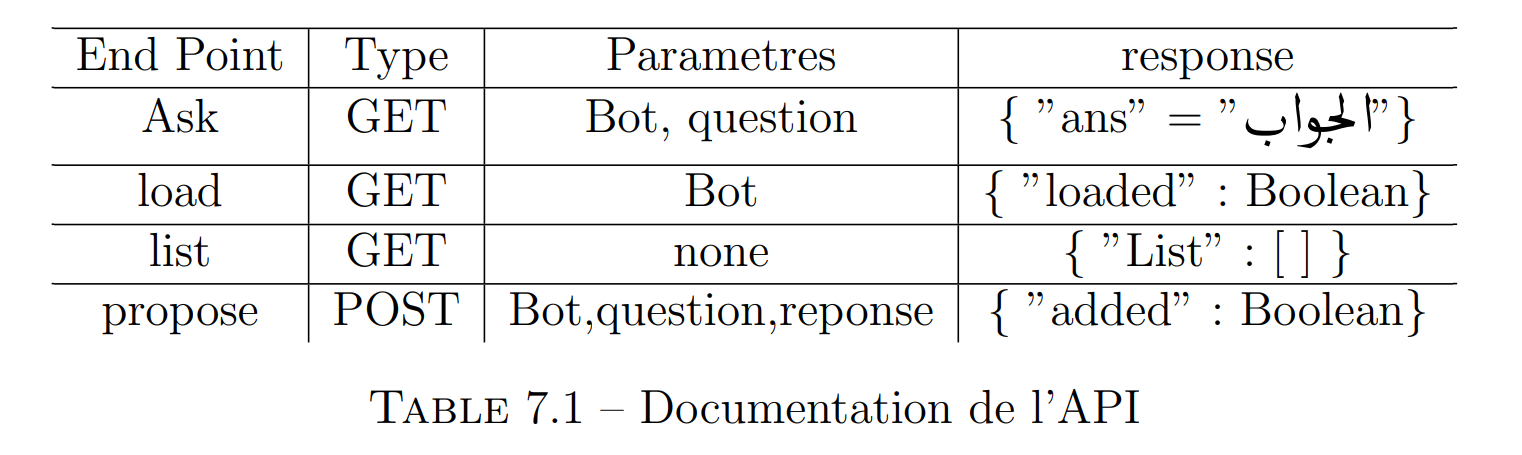 End Point Type Parametres response
Ask GET Bot, question { ”ans” = ”الجواب”}
load GET Bot { ”loaded” : Boolean}
list GET none { ”List” : [ ] }
propose POST Bot,question,reponse { ”added” : Boolean}
TABLE 7.1 – Documentation de l’API